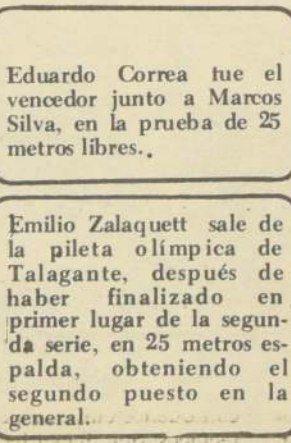 Eduardo Correa fue el
vencedor junto a Marcos
Silva, en la prueba de 25
metros libres..
Emilio Zalaquett sale de
la pileta olímpica de
Talagante, después de
haber finalizado en
primer lugar de la segun-
da serie, en 25 metros es-
palda, obteniendo el
segundo puesto en la
general.